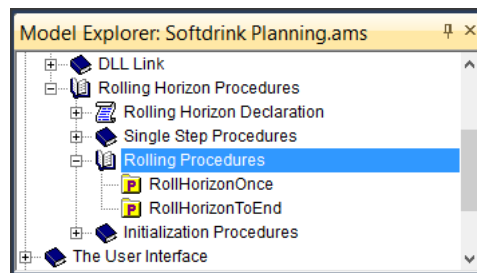 Model Explorer: Softdrink Planning.ams
DLL Link
Rolling Horizon Procedures
Rolling Horizon Declaration
Single Step Procedures
Rolling Procedures
P RollHorizonOnce
P RollHorizonToEnd
Initialization Procedures
The User Interface